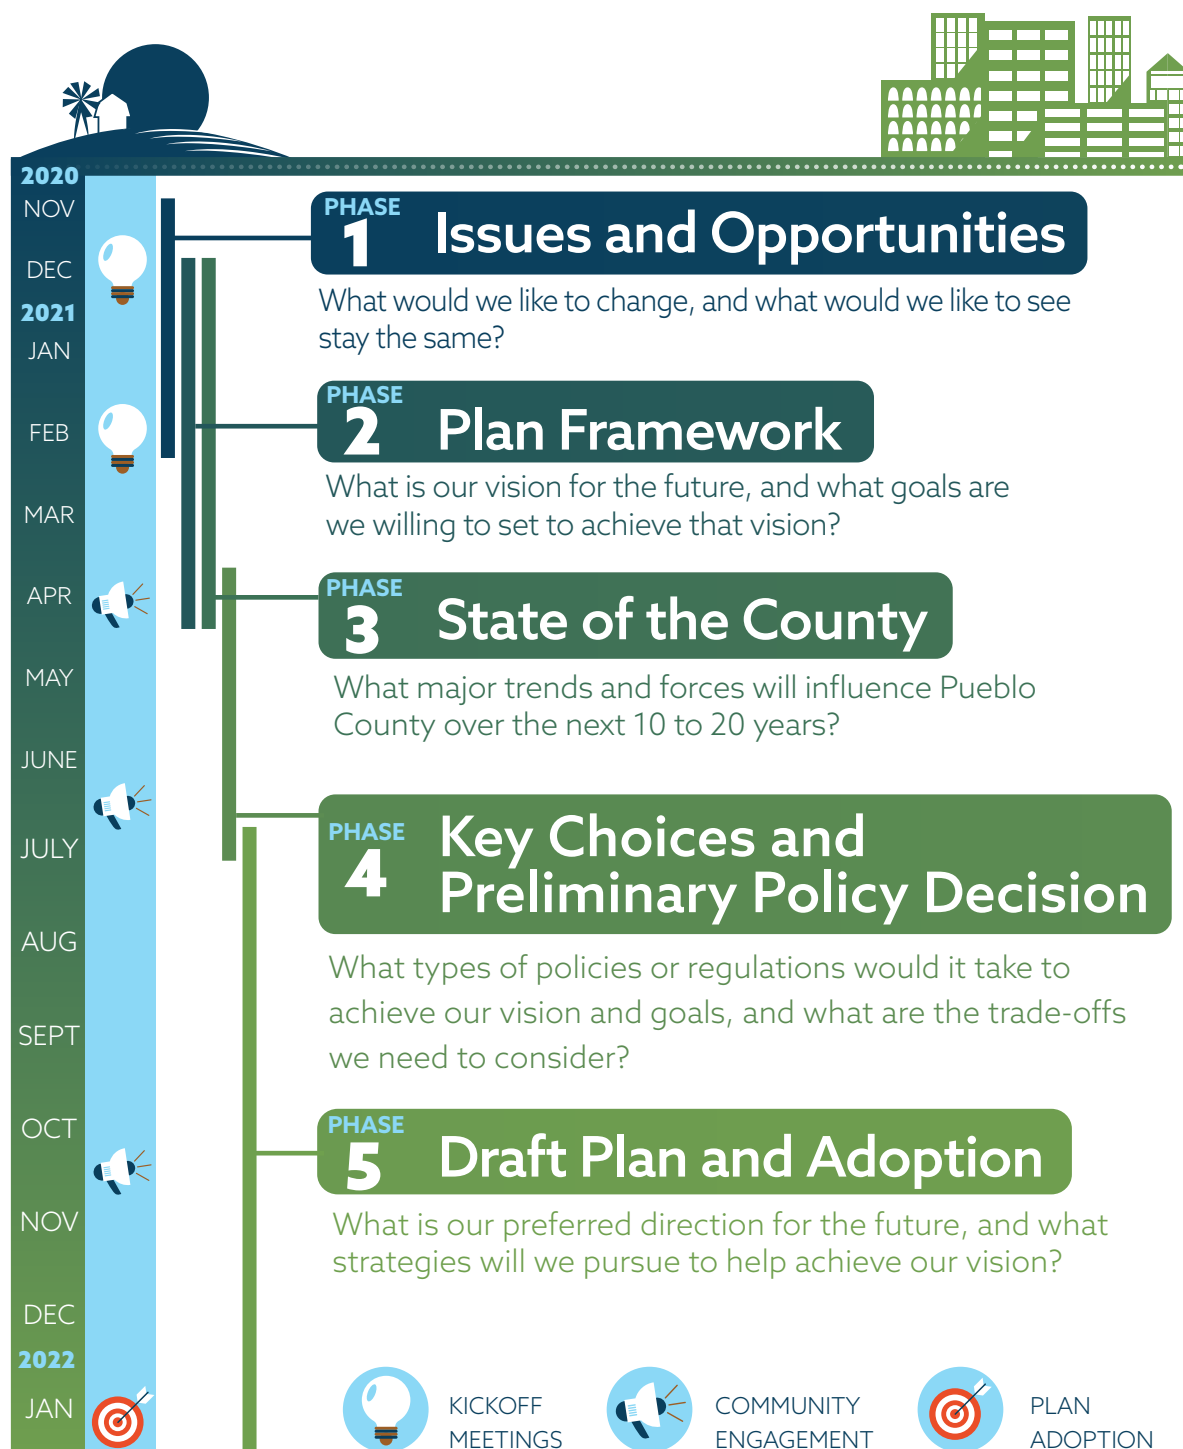 2020
NOV
DEC
2021
JAN
FEB
MAR
APR
MAY
JUNE
JULY
AUG
SEPT
OCT
NOV
DEC
2022
JAN
PHASE
1
Issues and Opportunities
What would we like to change, and what would we like to see
stay the same?
PHASE
2
Plan Framework
What is our vision for the future, and what goals are
we willing to set to achieve that vision?
PHASE
3
State of the County
What major trends and forces will influence Pueblo
County over the next 10 to 20 years?
PHASE
4
Key Choices and
Preliminary Policy Decision
What types of policies or regulations would it take to
achieve our vision and goals, and what are the trade-offs
we need to consider?
PHASE
5
Draft Plan and Adoption
What is our preferred direction for the future, and what
strategies will we pursue to help achieve our vision?
KICKOFF
MEETINGS
COMMUNITY
ENGAGEMENT
PLAN
ADOPTION